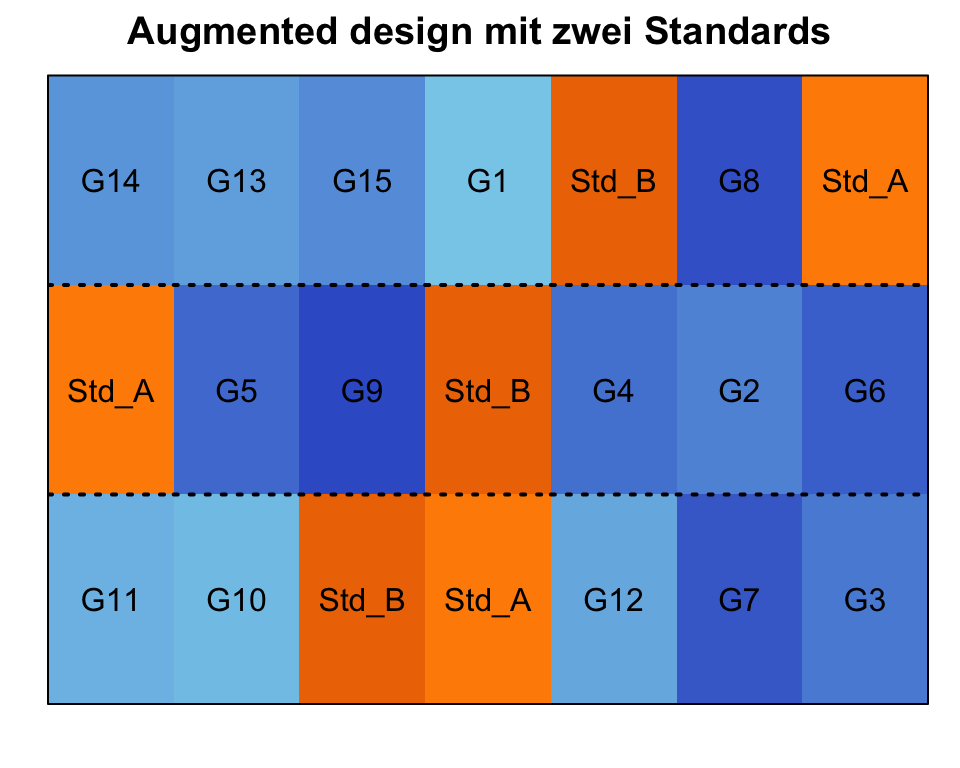 Augmented design mit zwei Standards
G14 G13 G15 G1 Std_B G8 Std_A
Std_A G5 G9 Std_B G4 G2 G6
G11 G10 Std_B Std_A G12 G7 G3